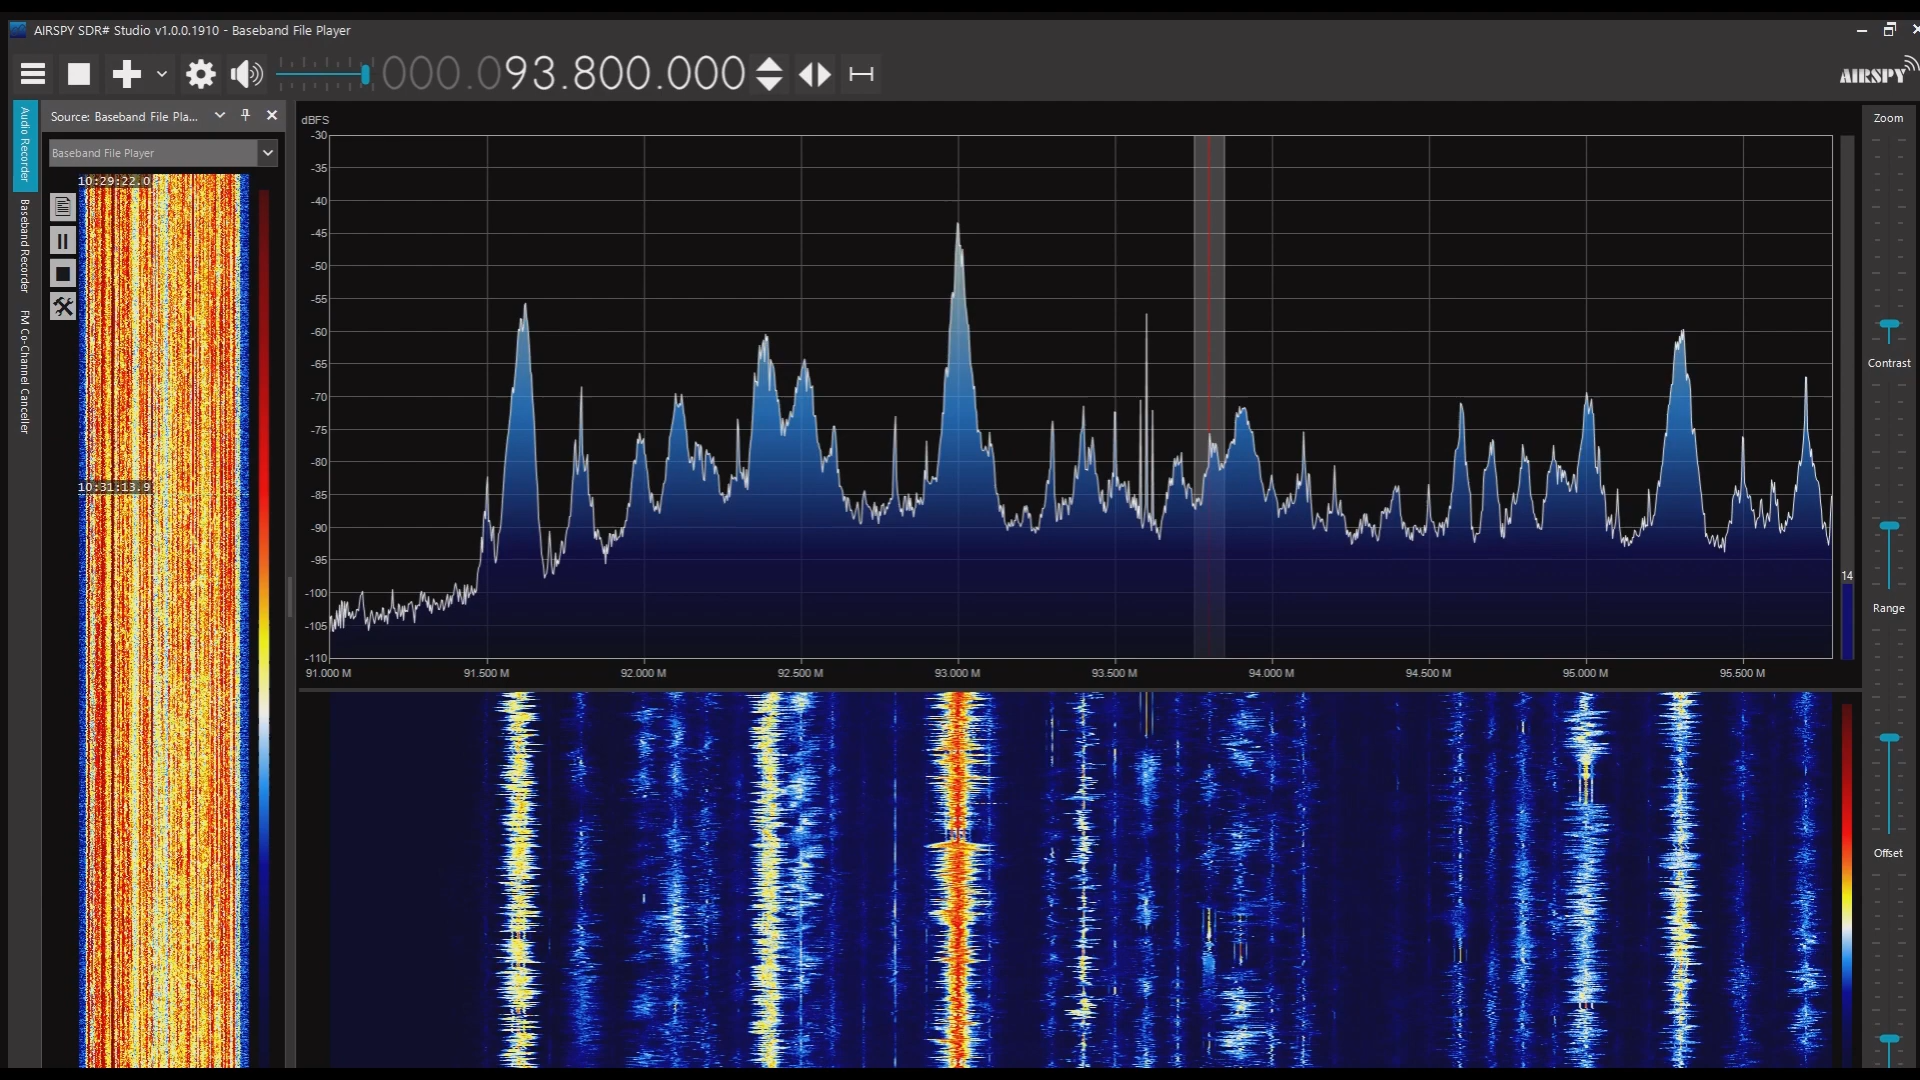 AIRSPY SDR# Studio v1.0.0.1910 - Baseband File Player
000.093.800.000
AIRSPY
Audio Recorder
Baseband Recorder
FM Co-Channel Canceller
Source: Baseband File Pla...
Baseband File Player
10:29:22.0
10:31:13.9
dBFS
-30
-35
-40
-45
-50
-55
-60
-65
-70
-75
-80
-85
-90
-95
-100
-105
-110
91.000 M
91.500 M
92.000 M
92.500 M
93.000 M
93.500 M
94.000 M
94.500 M
95.000 M
95.500 M
14
Zoom
Contrast
Range
Offset